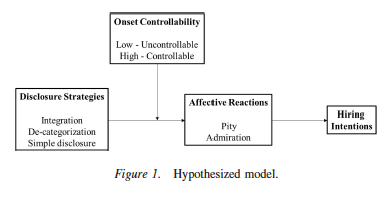 Onset Controllability
Low - Uncontrollable
High - Controllable
Disclosure Strategies
Integration
De-categorization
Simple disclosure
Affective Reactions
Pity
Admiration
Hiring
Intentions
Figure 1. Hypothesized model.